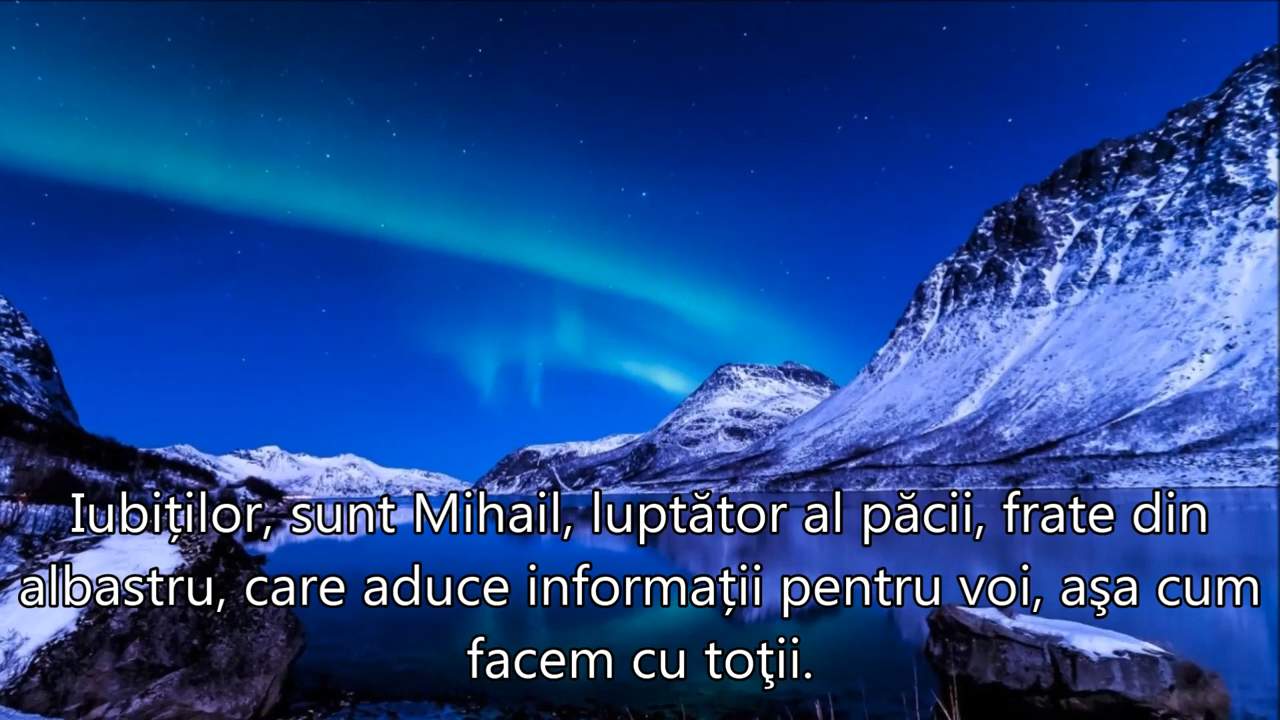 Iubiților, sunt Mihail, luptător al păcii, frate din
albastru, care aduce informații pentru voi, aşa cum
facem cu toţii.